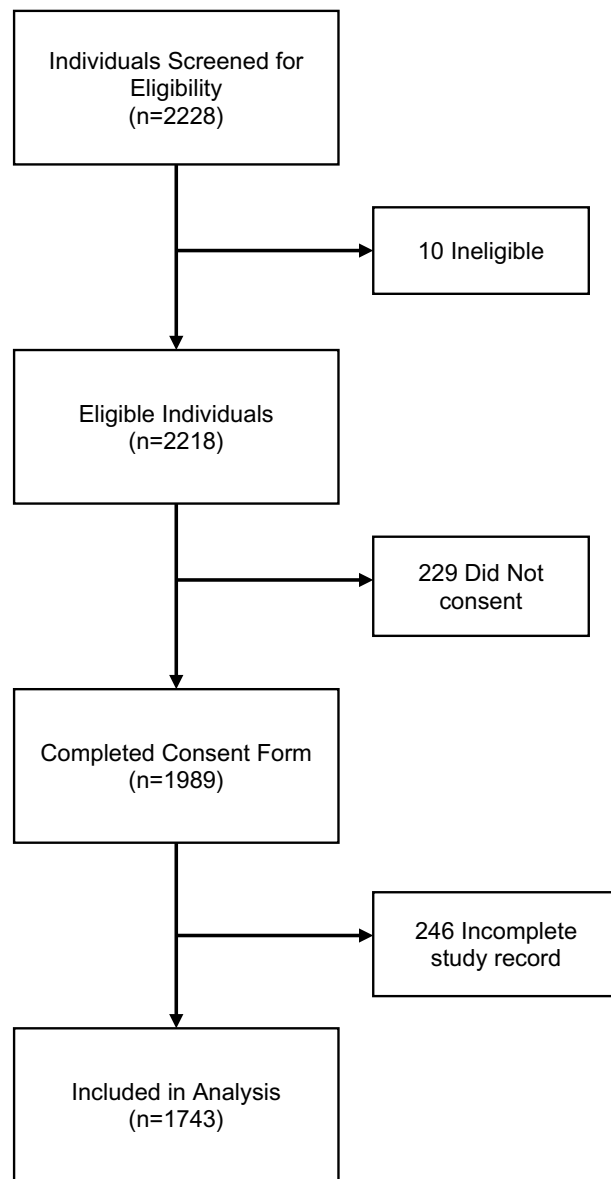 Individuals Screened for
Eligibility
(n=2228)
10 Ineligible
Eligible Individuals
(n=2218)
229 Did Not
consent
Completed Consent Form
(n=1989)
246 Incomplete
study record
Included in Analysis
(n=1743)